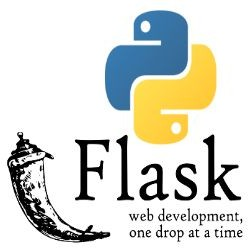 Flask
web development,
one drop at a time